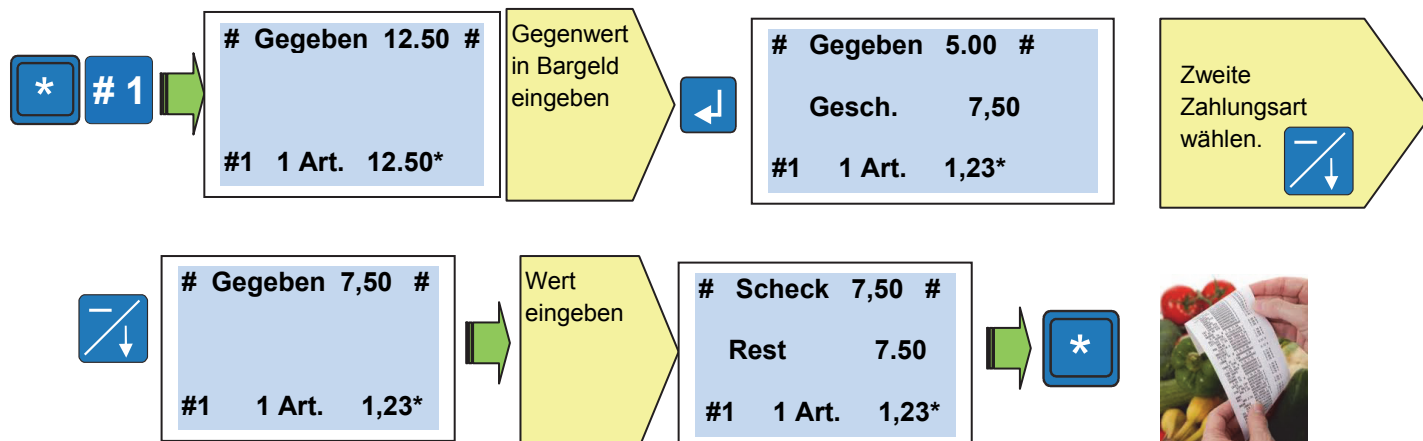 *
# 1
# Gegeben 12.50 #
#1 1 Art. 12.50*
Gegenwert
in Bargeld
eingeben
# Gegeben 5.00 #
Gesch. 7,50
#1 1 Art. 1,23*
Zweite
Zahlungsart
wählen.
# Gegeben 7,50 #
#1 1 Art. 1,23*
Wert
eingeben
# Scheck 7,50 #
Rest 7.50
#1 1 Art. 1,23*
*